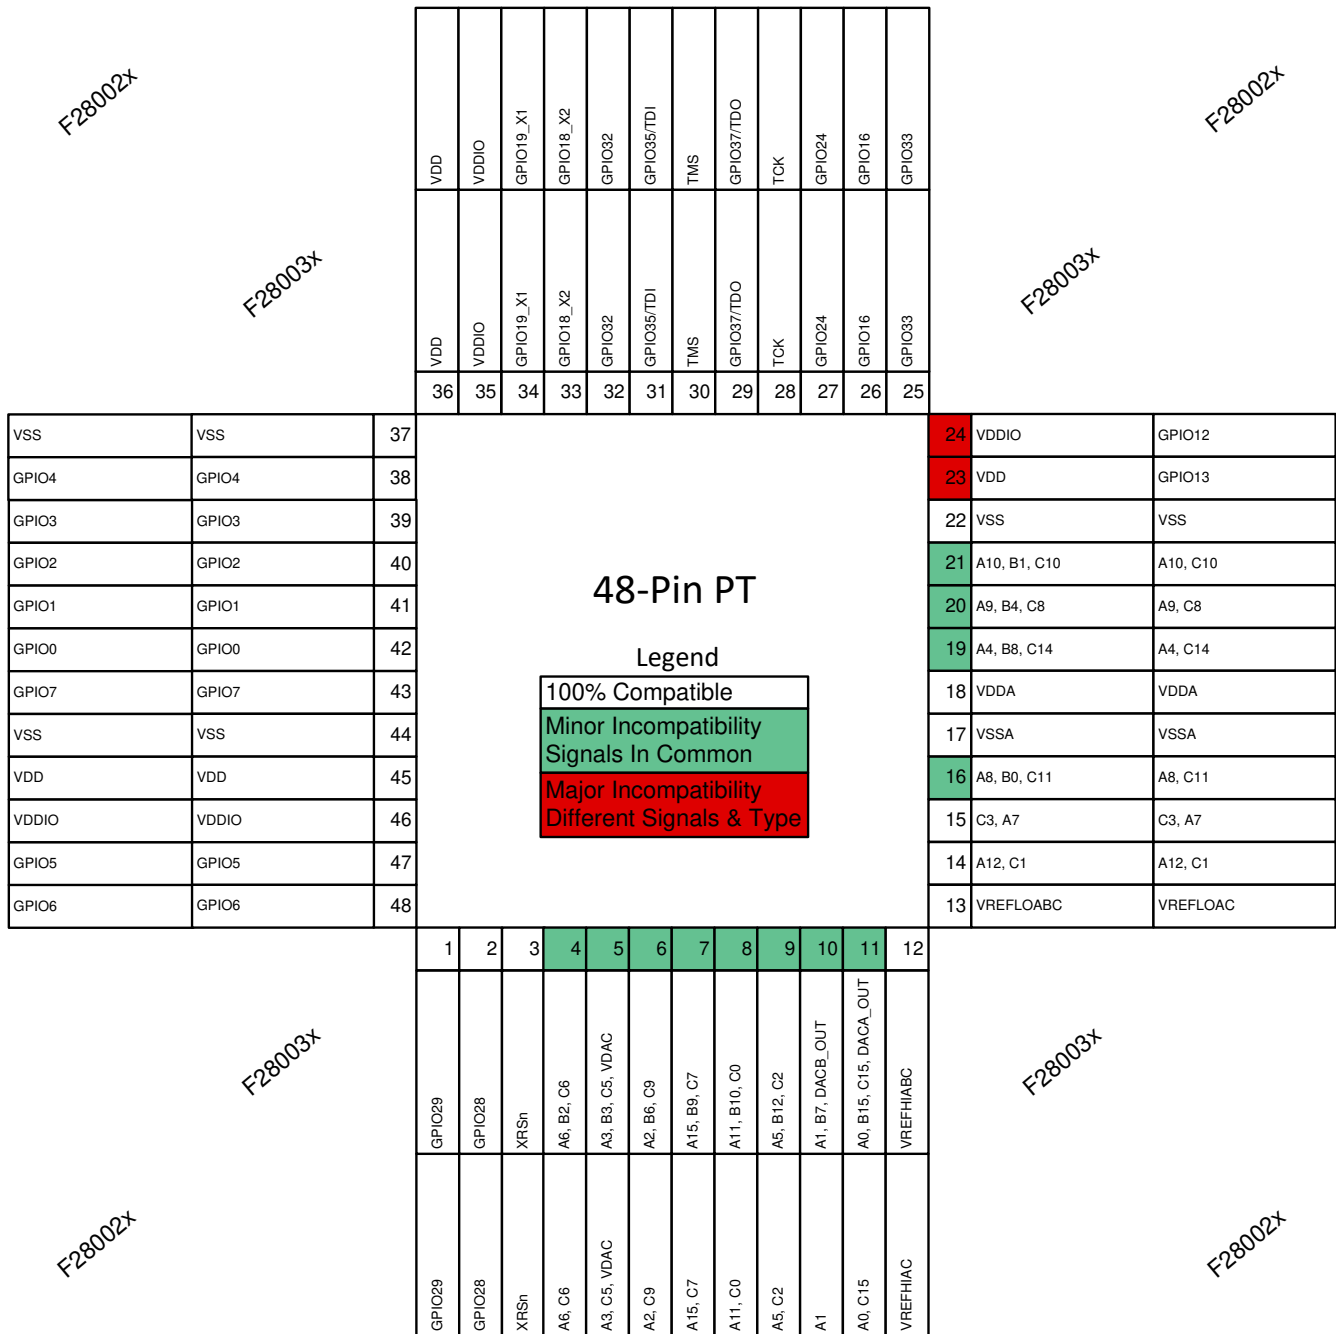 F28002x
F28002x
F28003x
F28003x
VDD VDDIO GPIO19_X1 GPIO18_X2 GPIO32 GPIO35/TDI TMS GPIO37/TDO TCK GPIO24 GPIO16 GPIO33
VDD VDDIO GPIO19_X1 GPIO18_X2 GPIO32 GPIO35/TDI TMS GPIO37/TDO TCK GPIO24 GPIO16 GPIO33
36 35 34 33 32 31 30 29 28 27 26 25
VSS VSS 37
GPIO4 GPIO4 38
GPIO3 GPIO3 39
GPIO2 GPIO2 40
GPIO1 GPIO1 41
GPIO0 GPIO0 42
GPIO7 GPIO7 43
VSS VSS 44
VDD VDD 45
VDDIO VDDIO 46
GPIO5 GPIO5 47
GPIO6 GPIO6 48
48-Pin PT
Legend
100% Compatible
Minor Incompatibility
Signals In Common
Major Incompatibility
Different Signals & Type
24 VDDIO GPIO12
23 VDD GPIO13
22 VSS VSS
21 A10, B1, C10 A10, C10
20 A9, B4, C8 A9, C8
19 A4, B8, C14 A4, C14
18 VDDA VDDA
17 VSSA VSSA
16 A8, B0, C11 A8, C11
15 C3, A7 C3, A7
14 A12, C1 A12, C1
13 VREFLOABC VREFLOAC
1 2 3 4 5 6 7 8 9 10 11 12
GPIO29 GPIO28 XRSn A6, B2, C6 A3, B3, C5, VDAC A2, B6, C9 A15, B9, C7 A11, B10, C0 A5, B12, C2 A1, B7, DACB_OUT A0, B15, C15, DACA_OUT VREFHIABC
GPIO29 GPIO28 XRSn A6, C6 A3, C5, VDAC A2, C9 A15, C7 A11, C0 A5, C2 A1 A0, C15 VREFHIAC
F28003x
F28003x
F28002x
F28002x